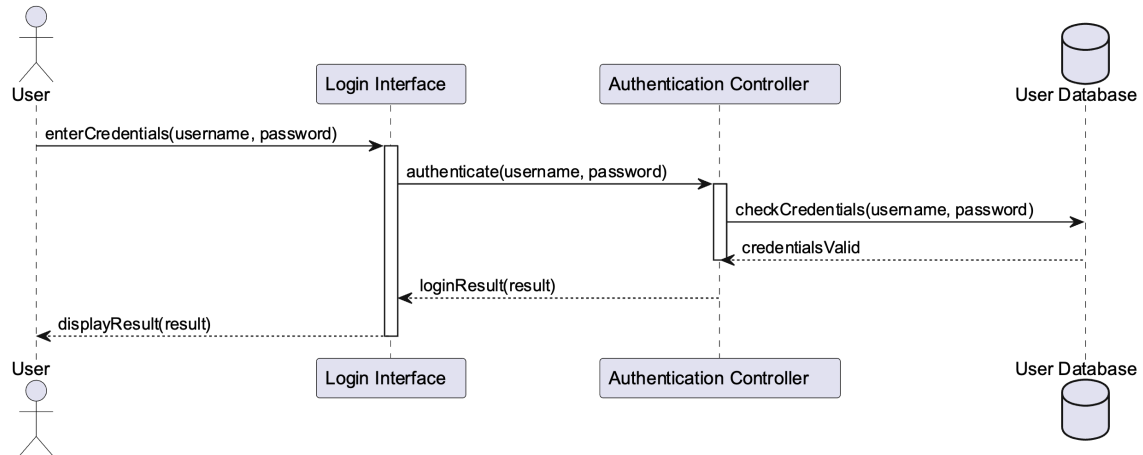 User
Login Interface
Authentication Controller
User Database
enterCredentials(username, password)
authenticate(username, password)
checkCredentials(username, password)
credentialsValid
loginResult(result)
displayResult(result)
User
Login Interface
Authentication Controller
User Database